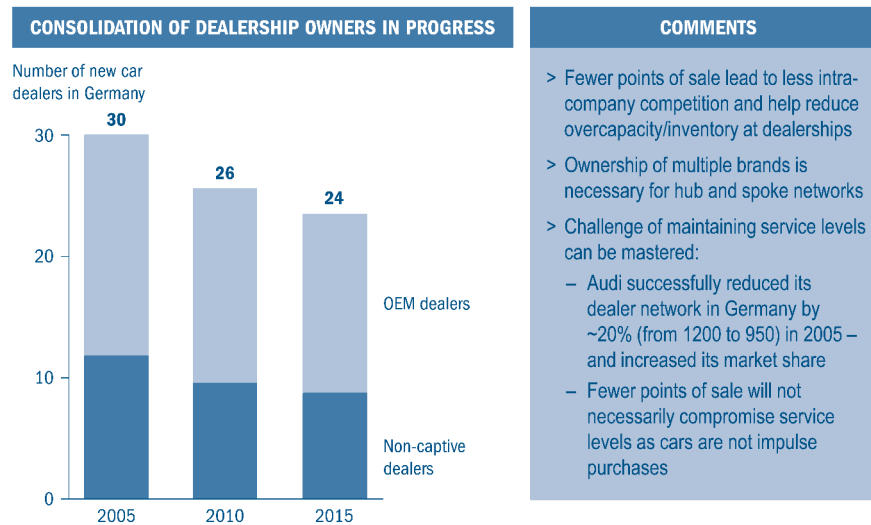 CONSOLIDATION OF DEALERSHIP OWNERS IN PROGRESS
Number of new car
dealers in Germany
30
26
24
30
20
10
0
OEM dealers
Non-captive
dealers
2005
2010
2015
COMMENTS
> Fewer points of sale lead to less intra-
company competition and help reduce
overcapacity/inventory at dealerships
> Ownership of multiple brands is
necessary for hub and spoke networks
> Challenge of maintaining service levels
can be mastered:
– Audi successfully reduced its
dealer network in Germany by
~20% (from 1200 to 950) in 2005 –
and increased its market share
– Fewer points of sale will not
necessarily compromise service
levels as cars are not impulse
purchases